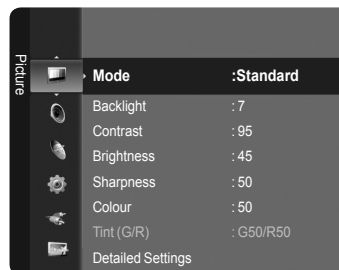 Picture
Mode :Standard
Backlight : 7
Contrast : 95
Brightness : 45
Sharpness : 50
Colour : 50
Tint (G/R) : G50/R50
Detailed Settings